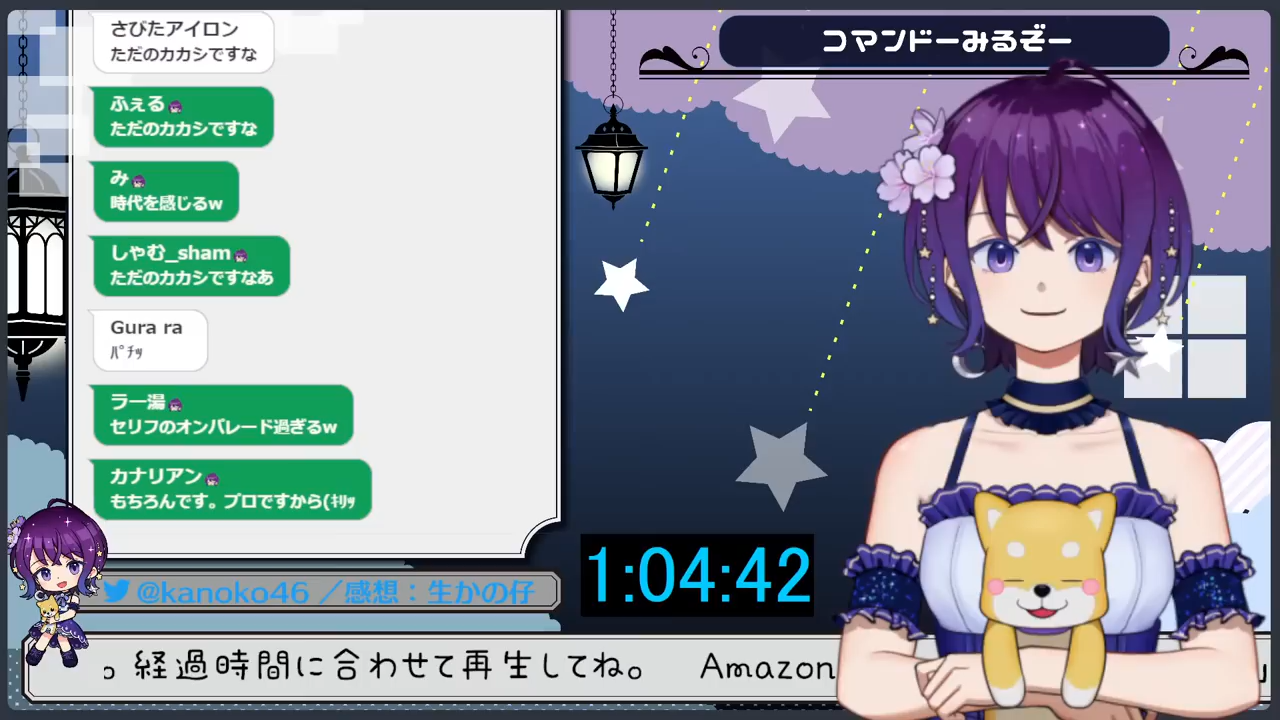 さびたアイロン
ただのカカシですな
ふぇる
ただのカカシですな
み
時代を感じるw
しゃむ_sham
ただのカカシですなあ
Gura ra
ﾊﾟﾁｯ
ラー湯
セリフのオンパレード過ぎるw
カナリアン
もちろんです。プロですから(ｷﾘｯ
コマンドーみるぞー
1:04:42
@kanoko46 ／感想：生かの仔
。経過時間に合わせて再生してね。 Amazon